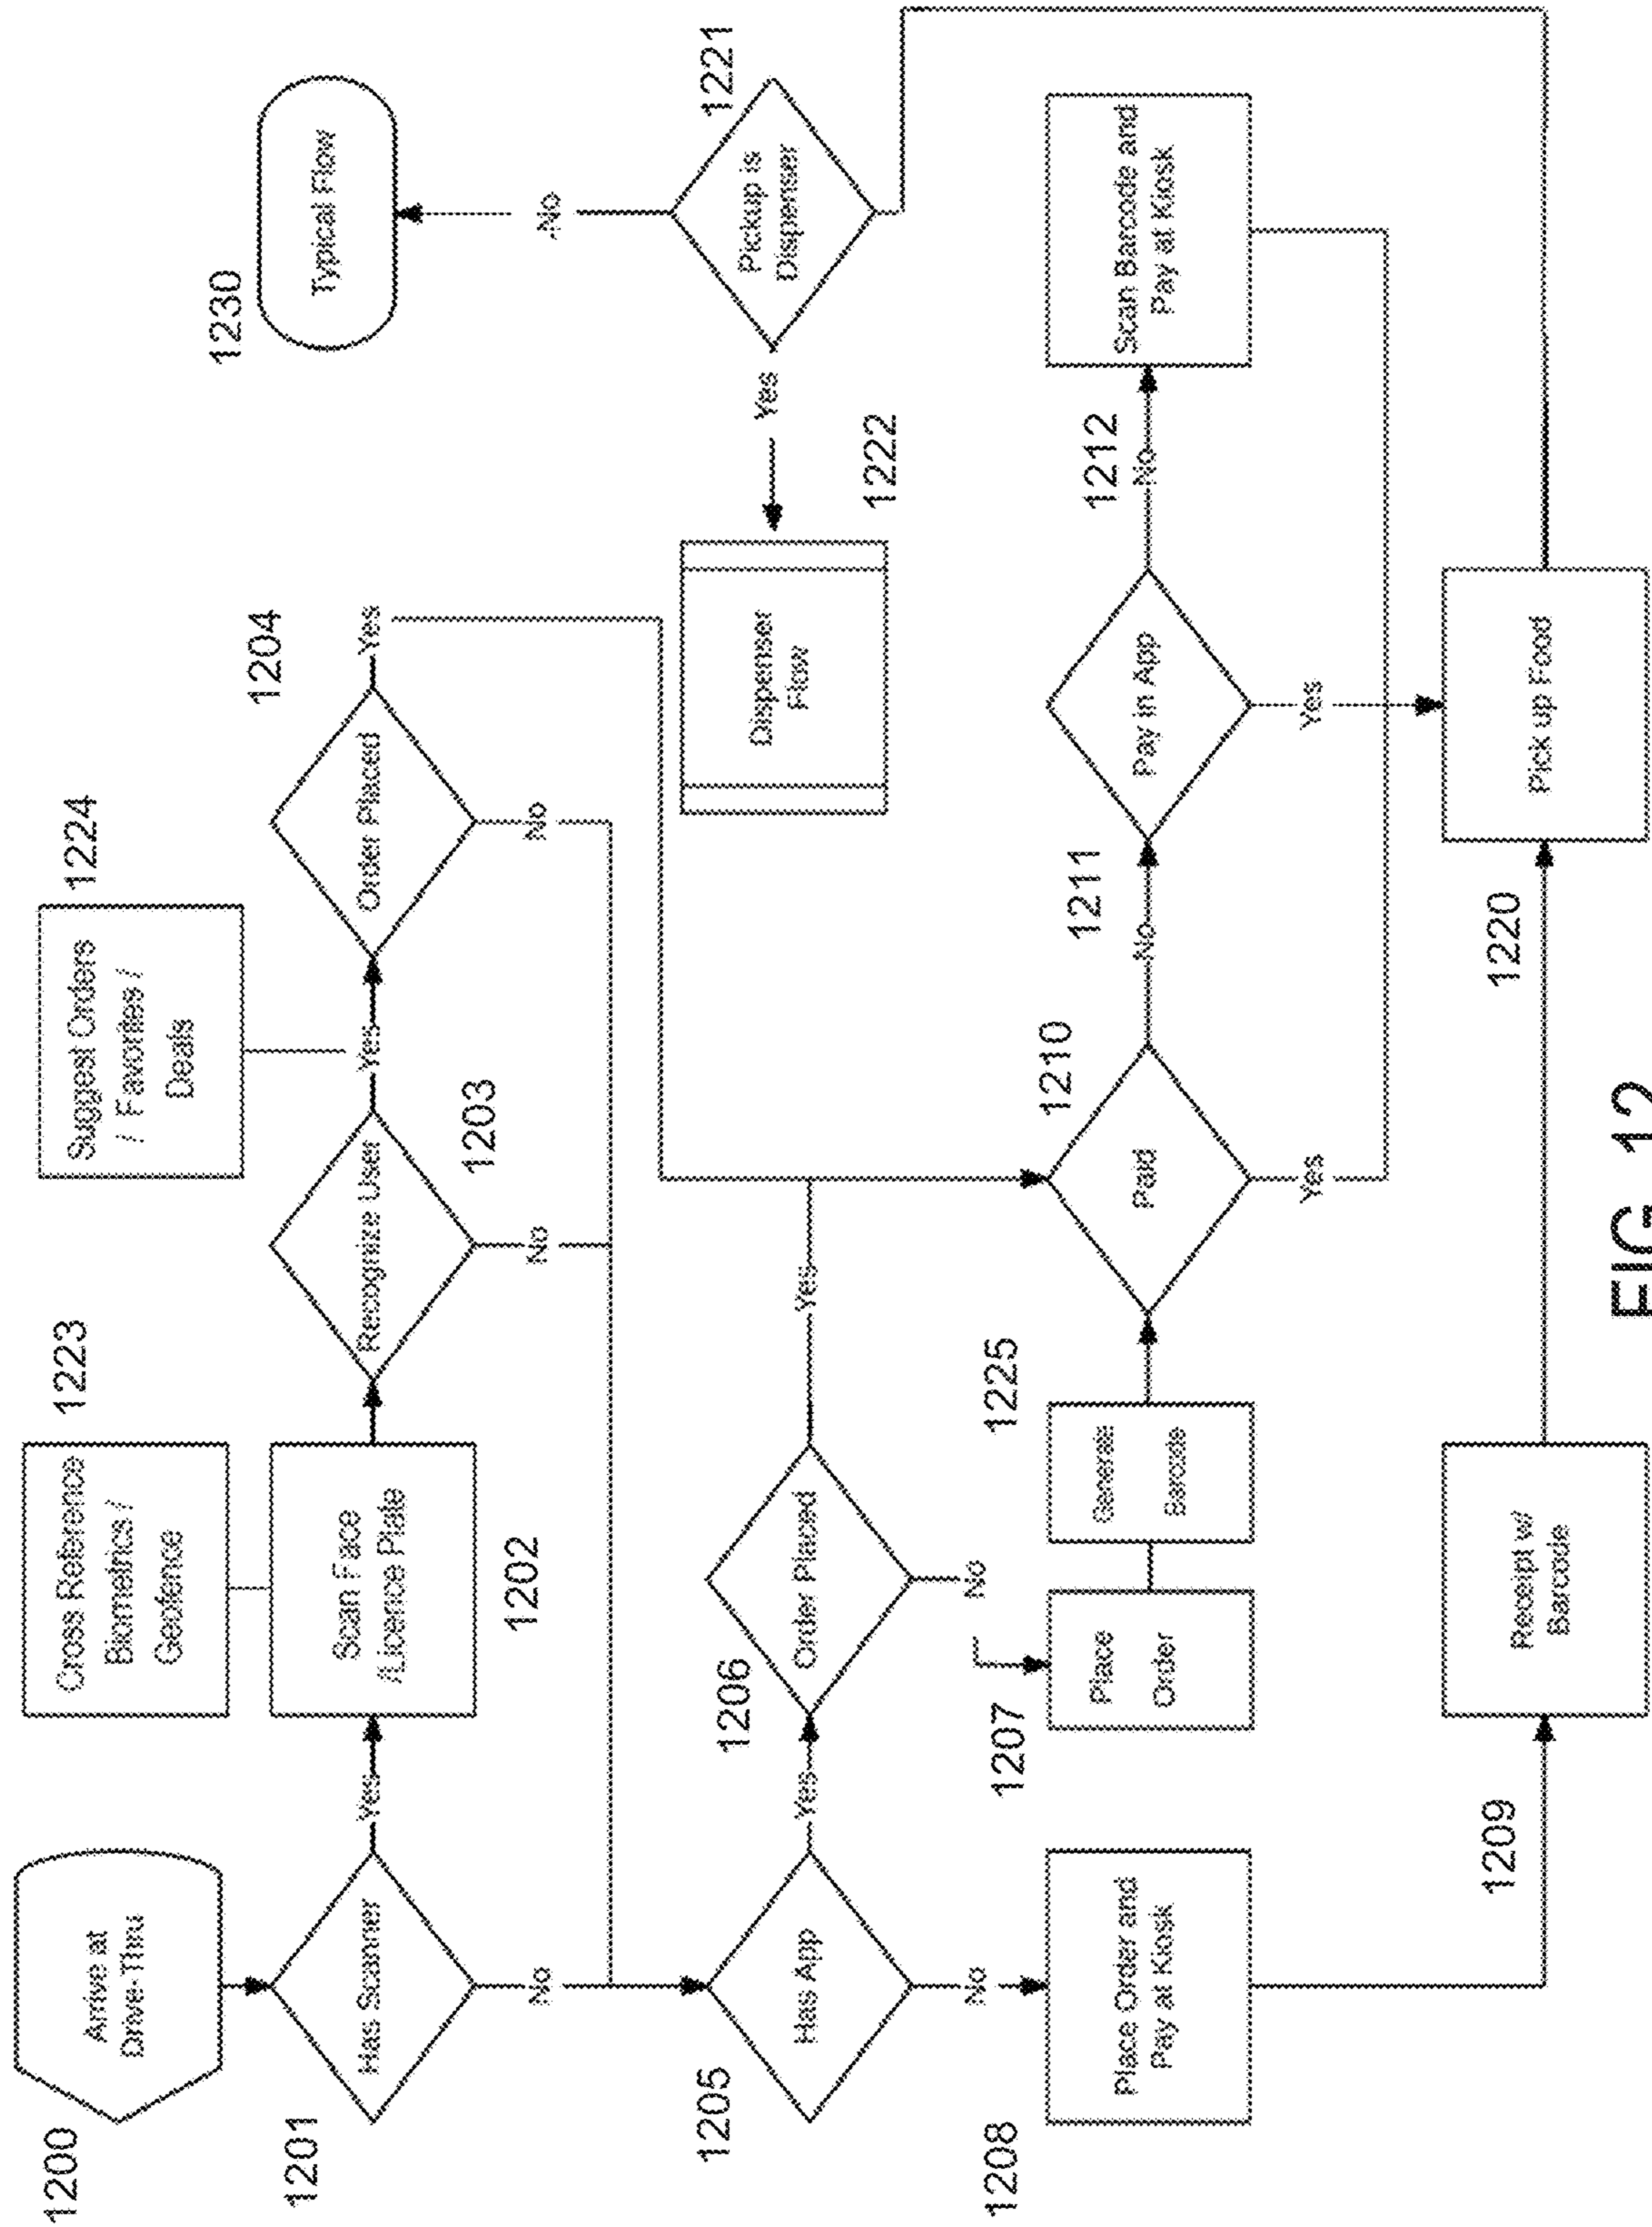 1200
Arrive at
Drive-Thru
1201
Has Scanner
Yes
No
Cross Reference
Biometrics /
Geofence
1223
Scan Face
/Licence Plate
1202
Recognize User
1203
Yes
No
Suggest Orders
/ Favorites /
Deals
1224
Order Placed
1204
Yes
No
1230
Typical Flow
No
Pickup is
Dispenser
1221
Yes
Dispenser
Flow
1222
1205
Has App
Yes
No
1206
Order Placed
Yes
No
1207
Place
Order
1225
Generate
Barcode
1210
Paid
No
Yes
1211
Pay in App
No
Yes
1212
Scan Barcode and
Pay at Kiosk
1208
Place Order and
Pay at Kiosk
1209
Receipt w/
Barcode
1220
Pick up Food
FIG. 12